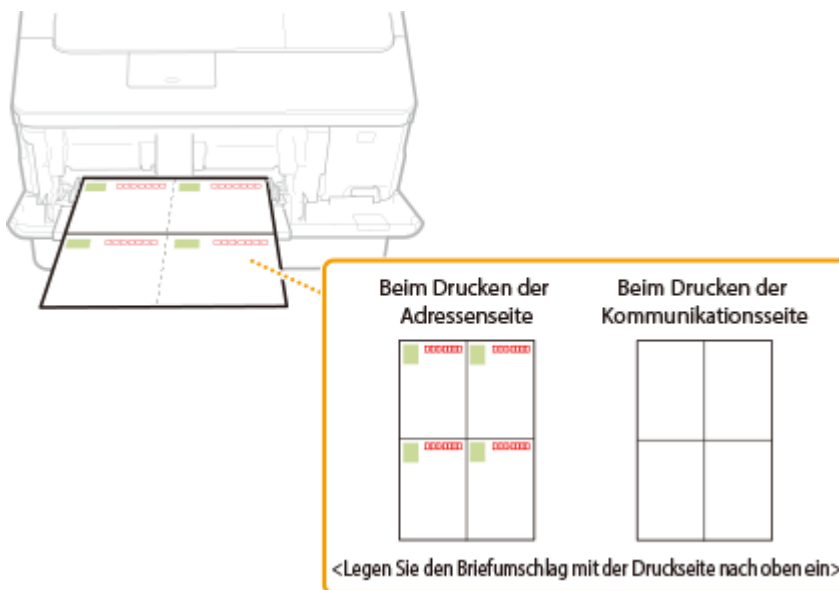 Beim Drucken der
Adressenseite
Beim Drucken der
Kommunikationsseite
<Legen Sie den Briefumschlag mit der Druckseite nach oben ein>